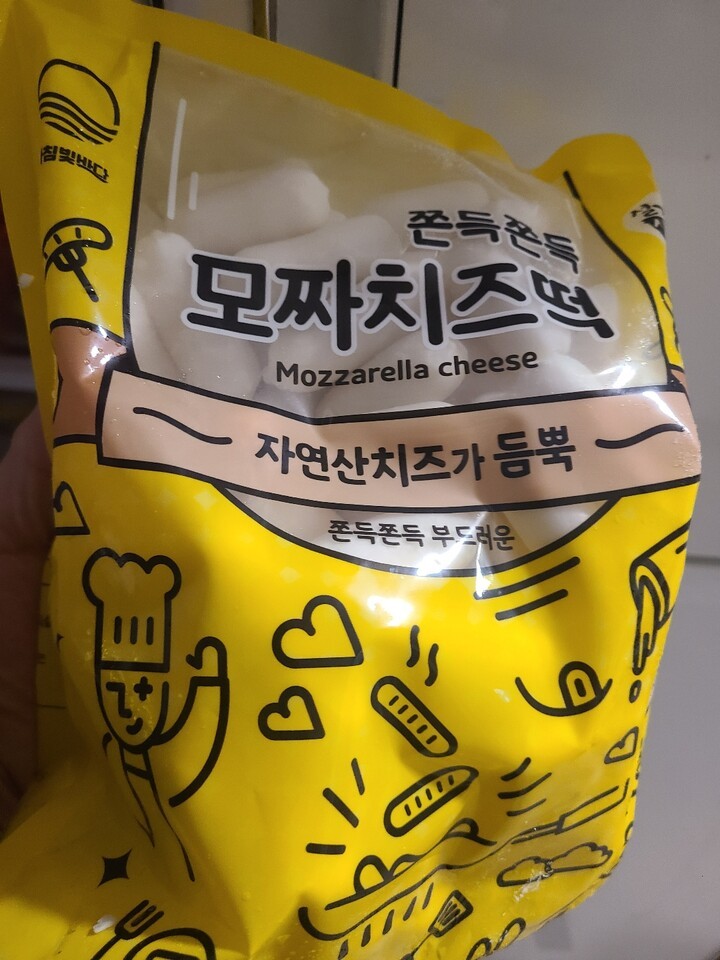 침빛바다
쫀득쫀득
모짜치즈떡
Mozzarella cheese
자연산치즈가 듬뿍
쫀득쫀득 부드러운